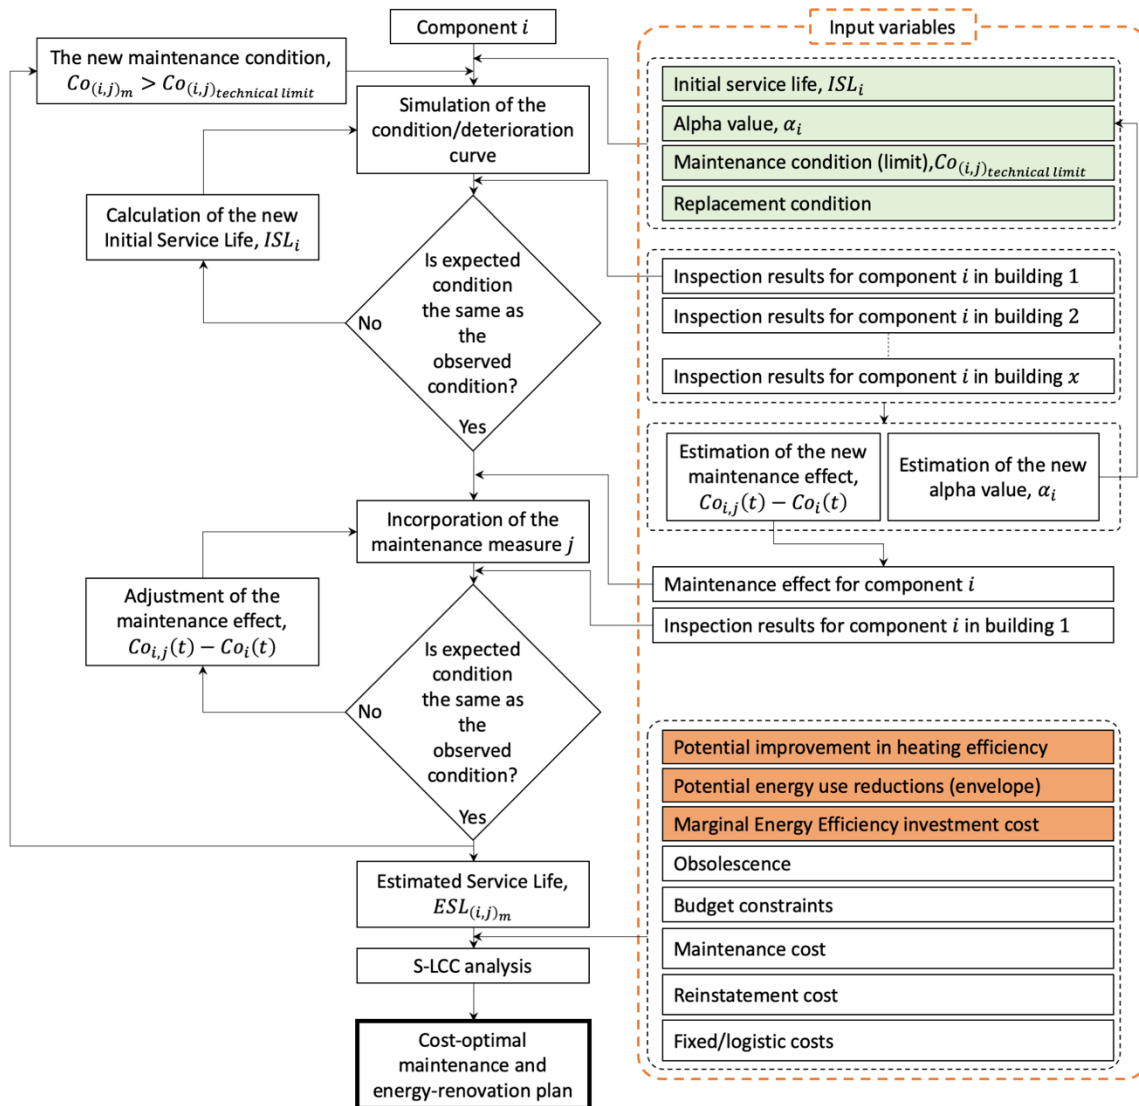 Component i
Input variables
The new maintenance condition,
Co₍ᵢ,ⱼ₎ₘ > Co₍ᵢ,ⱼ₎technical limit
Simulation of the
condition/deterioration
curve
Initial service life, ISLᵢ
Alpha value, αᵢ
Maintenance condition (limit),Co₍ᵢ,ⱼ₎technical limit
Replacement condition
Calculation of the new
Initial Service Life, ISLᵢ
Is expected
condition
the same as
the
observed
condition?
No
Yes
Inspection results for component i in building 1
Inspection results for component i in building 2
Inspection results for component i in building x
Estimation of the new
maintenance effect,
Coᵢ,ⱼ(t) − Coᵢ(t)
Estimation of the new
alpha value, αᵢ
Incorporation of the
maintenance measure j
Maintenance effect for component i
Inspection results for component i in building 1
Adjustment of the
maintenance effect,
Coᵢ,ⱼ(t) − Coᵢ(t)
Is expected
condition
the same as
the
observed
condition?
No
Yes
Potential improvement in heating efficiency
Potential energy use reductions (envelope)
Marginal Energy Efficiency investment cost
Obsolescence
Budget constraints
Maintenance cost
Reinstatement cost
Fixed/logistic costs
Estimated Service Life,
ESL₍ᵢ,ⱼ₎ₘ
S-LCC analysis
Cost-optimal
maintenance and
energy-renovation plan